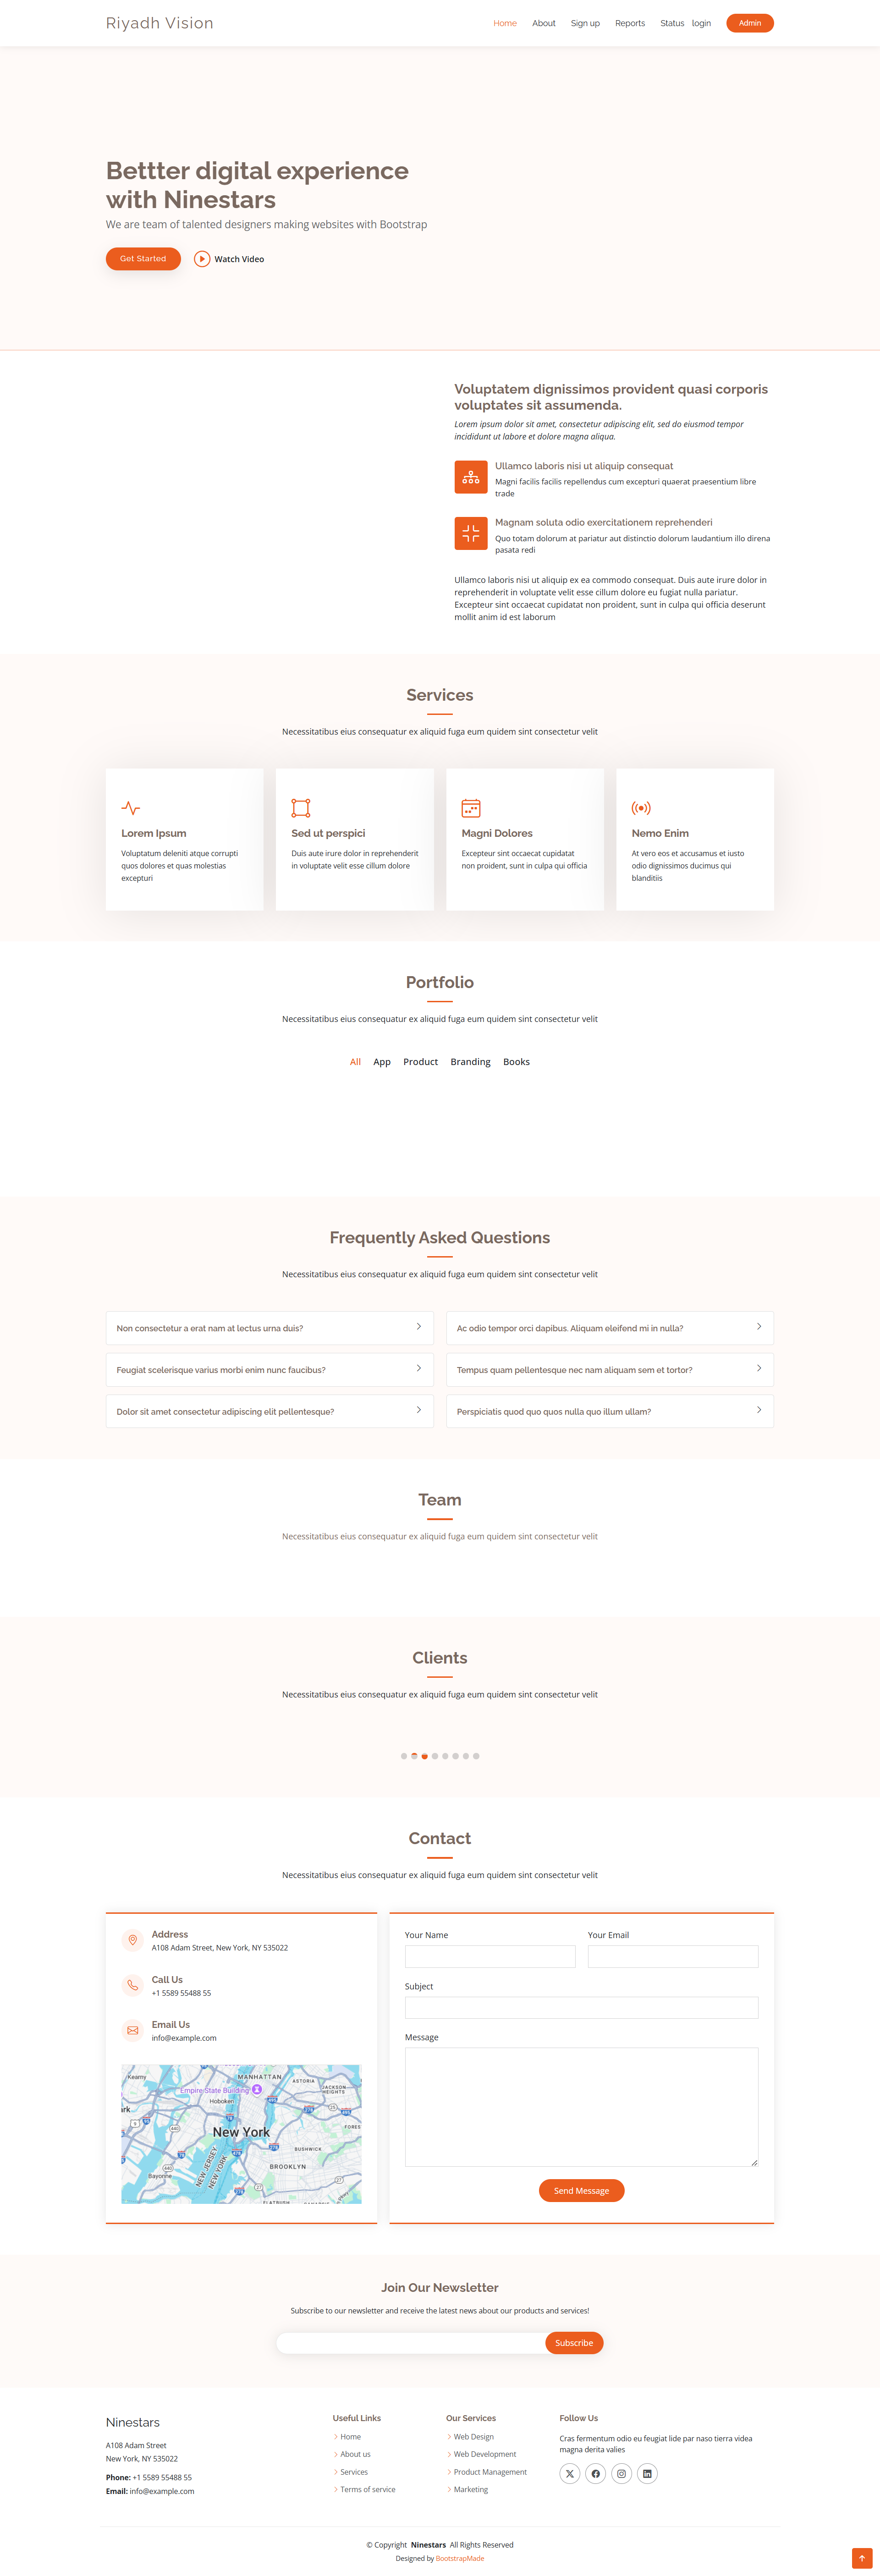 Riyadh Vision
Home About Sign up Reports Status login Admin
Bettter digital experience
with Ninestars
We are team of talented designers making websites with Bootstrap
Get Started Watch Video
Voluptatem dignissimos provident quasi corporis
voluptates sit assumenda.
Lorem ipsum dolor sit amet, consectetur adipiscing elit, sed do eiusmod tempor
incididunt ut labore et dolore magna aliqua.
Ullamco laboris nisi ut aliquip consequat
Magni facilis facilis repellendus cum excepturi quaerat praesentium libre
trade
Magnam soluta odio exercitationem reprehenderi
Quo totam dolorum at pariatur aut distinctio dolorum laudantium illo direna
pasata redi
Ullamco laboris nisi ut aliquip ex ea commodo consequat. Duis aute irure dolor in
reprehenderit in voluptate velit esse cillum dolore eu fugiat nulla pariatur.
Excepteur sint occaecat cupidatat non proident, sunt in culpa qui officia deserunt
mollit anim id est laborum
Services
Necessitatibus eius consequatur ex aliquid fuga eum quidem sint consectetur velit
Lorem Ipsum
Voluptatum deleniti atque corrupti
quos dolores et quas molestias
excepturi
Sed ut perspici
Duis aute irure dolor in reprehenderit
in voluptate velit esse cillum dolore
Magni Dolores
Excepteur sint occaecat cupidatat
non proident, sunt in culpa qui officia
Nemo Enim
At vero eos et accusamus et iusto
odio dignissimos ducimus qui
blanditiis
Portfolio
Necessitatibus eius consequatur ex aliquid fuga eum quidem sint consectetur velit
All App Product Branding Books
Frequently Asked Questions
Necessitatibus eius consequatur ex aliquid fuga eum quidem sint consectetur velit
Non consectetur a erat nam at lectus urna duis?
Feugiat scelerisque varius morbi enim nunc faucibus?
Dolor sit amet consectetur adipiscing elit pellentesque?
Ac odio tempor orci dapibus. Aliquam eleifend mi in nulla?
Tempus quam pellentesque nec nam aliquam sem et tortor?
Perspiciatis quod quo quos nulla quo illum ullam?
Team
Necessitatibus eius consequatur ex aliquid fuga eum quidem sint consectetur velit
Clients
Necessitatibus eius consequatur ex aliquid fuga eum quidem sint consectetur velit
Contact
Necessitatibus eius consequatur ex aliquid fuga eum quidem sint consectetur velit
Address
A108 Adam Street, New York, NY 535022
Call Us
+1 5589 55488 55
Email Us
info@example.com
Kearny
MANHATTAN
ASTORIA
JACKSON
HEIGHTS
Empire State Building
Hoboken
New York
BUSHWICK
BROOKLYN
NEW JERSEY
NEW YORK
Bayonne
Your Name
Your Email
Subject
Message
Send Message
Join Our Newsletter
Subscribe to our newsletter and receive the latest news about our products and services!
Subscribe
Ninestars
A108 Adam Street
New York, NY 535022
Phone: +1 5589 55488 55
Email: info@example.com
Useful Links
Home
About us
Services
Terms of service
Our Services
Web Design
Web Development
Product Management
Marketing
Follow Us
Cras fermentum odio eu feugiat lide par naso tierra videa
magna derita valies
© Copyright Ninestars All Rights Reserved
Designed by BootstrapMade